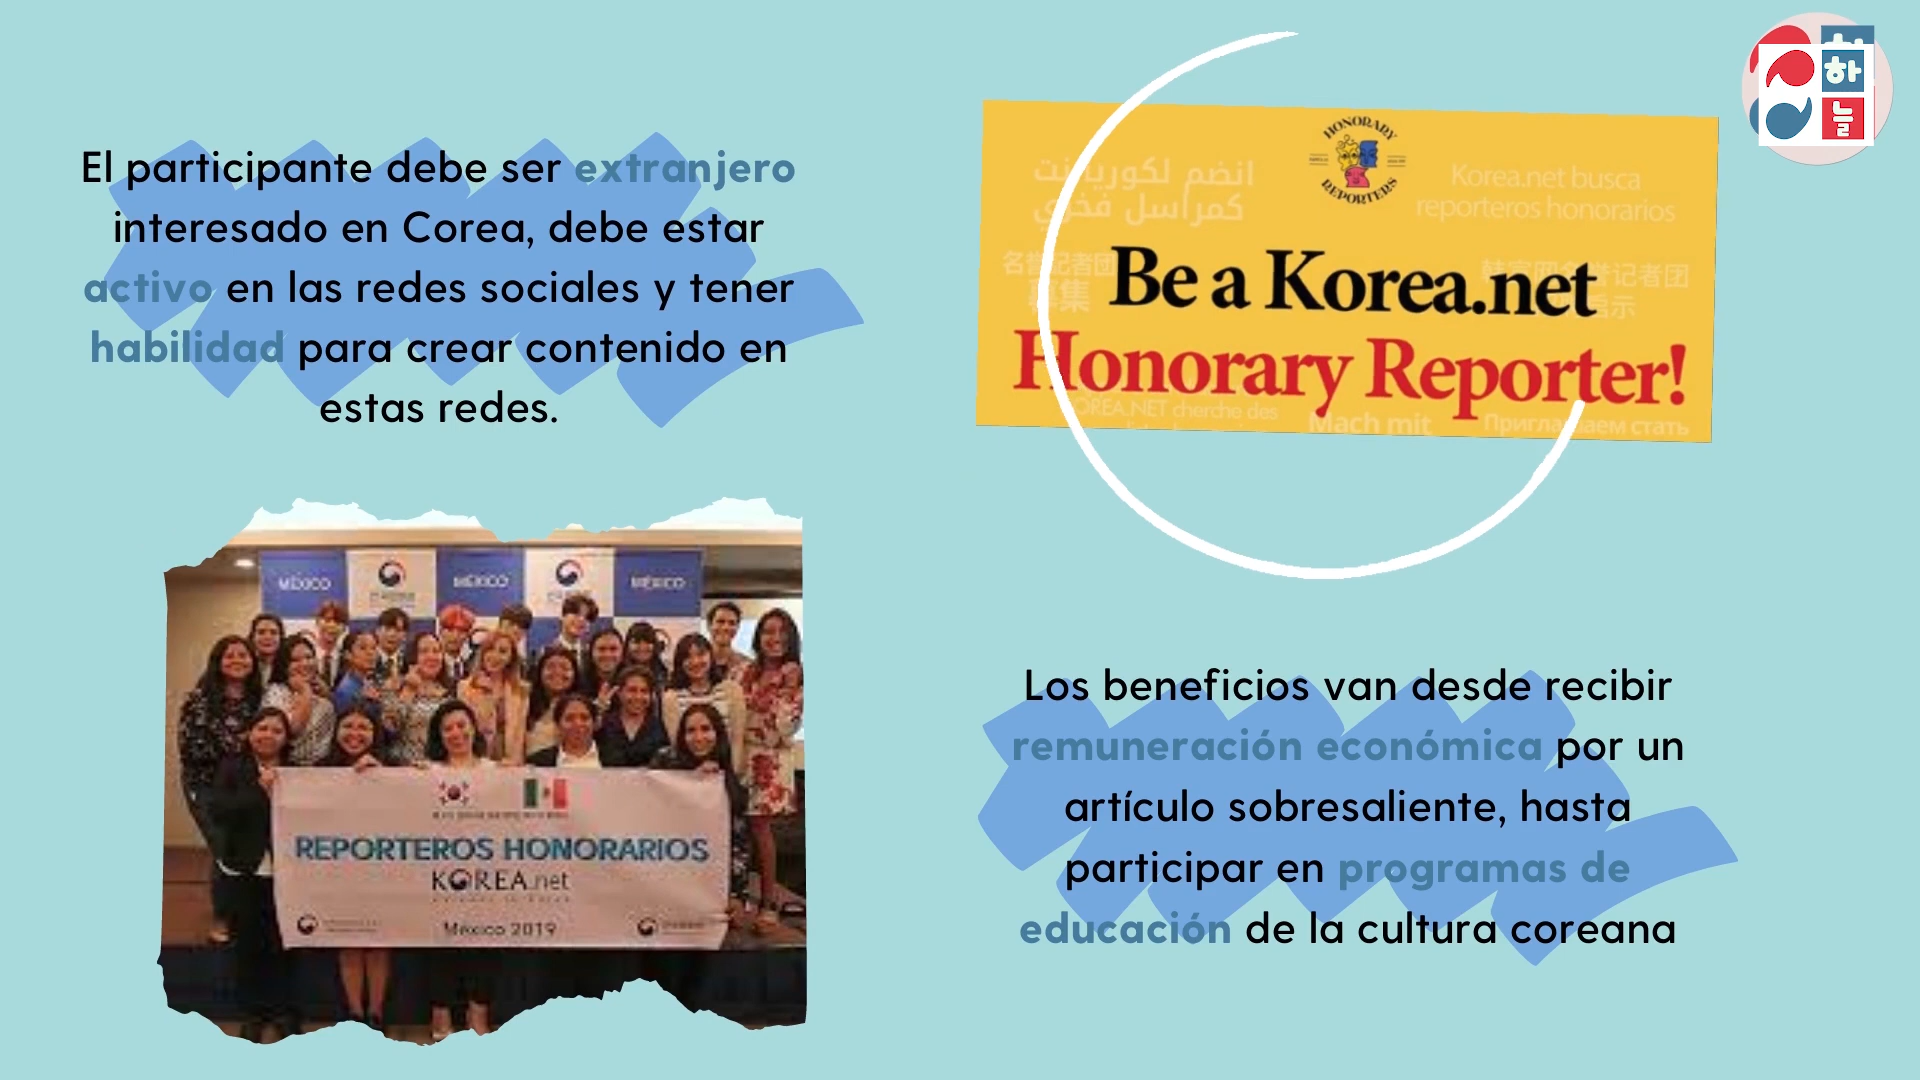 El participante debe ser extranjero
interesado en Corea, debe estar
activo en las redes sociales y tener
habilidad para crear contenido en
estas redes.
HONORARY
REPORTERS
انضم لكوريا نت
كمراسل فخري
Korea.net busca
reporteros honorarios
Be a Korea.net
Honorary Reporter!
KOREA.NET cherche des
Mach mit
Приглашаем стать
하
늘
MÉXICO
MÉXICO
MÉXICO
REPORTEROS HONORARIOS
KOREA.net
México 2019
Los beneficios van desde recibir
remuneración económica por un
artículo sobresaliente, hasta
participar en programas de
educación de la cultura coreana